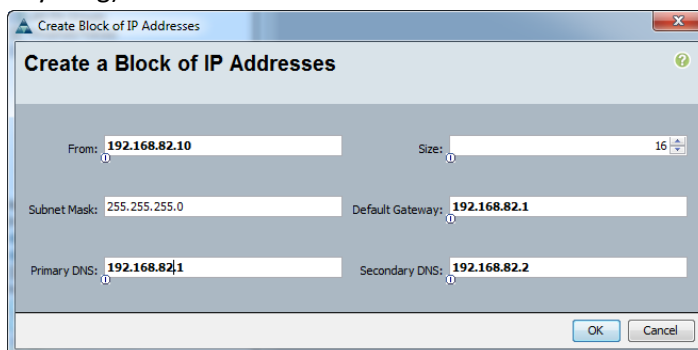 Create Block of IP Addresses
Create a Block of IP Addresses
From: 192.168.82.10 Size: 16
Subnet Mask: 255.255.255.0 Default Gateway: 192.168.82.1
Primary DNS: 192.168.82.1 Secondary DNS: 192.168.82.2
OK Cancel